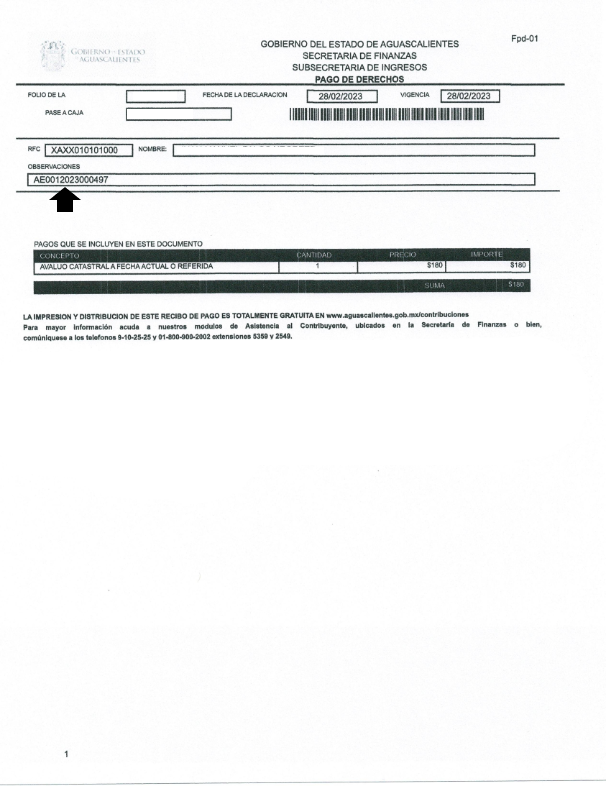 Fpd-01
GOBIERNO DEL ESTADO
DE AGUASCALIENTES
GOBIERNO DEL ESTADO DE AGUASCALIENTES
SECRETARIA DE FINANZAS
SUBSECRETARIA DE INGRESOS
PAGO DE DERECHOS
FOLIO DE LA FECHA DE LA DECLARACION 28/02/2023 VIGENCIA 28/02/2023
PASE A CAJA
RFC XAXX010101000 NOMBRE:
OBSERVACIONES
AE0012023000497
PAGOS QUE SE INCLUYEN EN ESTE DOCUMENTO
CONCEPTO CANTIDAD PRECIO IMPORTE
AVALUO CATASTRAL A FECHA ACTUAL O REFERIDA 1 $180 $180
SUMA $180
LA IMPRESION Y DISTRIBUCION DE ESTE RECIBO DE PAGO ES TOTALMENTE GRATUITA EN www.aguascalientes.gob.mx/contribuciones
Para mayor información acuda a nuestros modulos de Asistencia al Contribuyente, ubicados en la Secretaría de Finanzas o bien,
comúniquese a los telefonos 9-10-25-25 y 01-800-900-2002 extensiones 5359 y 2549.
1